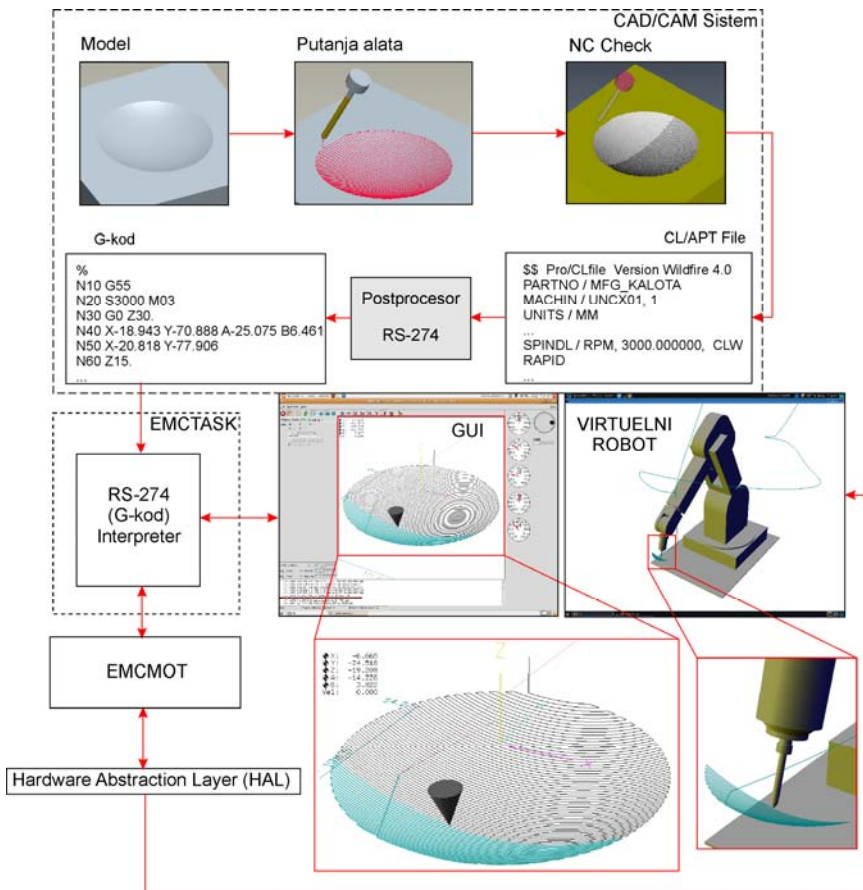 CAD/CAM Sistem
Model
Putanja alata
NC Check
G-kod
CL/APT File
%
N10 G55
N20 S3000 M03
N30 G0 Z30.
N40 X-18.943 Y-70.888 A-25.075 B6.461
N50 X-20.818 Y-77.906
N60 Z15.
...
Postprocesor
RS-274
$$ Pro/CLfile Version Wildfire 4.0
PARTNO / MFG_KALOTA
MACHIN / UNCX01, 1
UNITS / MM
...
SPINDL / RPM, 3000.000000, CLW
RAPID
...
EMCTASK
RS-274
(G-kod)
Interpreter
GUI
VIRTUELNI
ROBOT
EMCMOT
Hardware Abstraction Layer (HAL)
X:
Y:
Z:
A:
B:
Vel: 0.000
Z
X